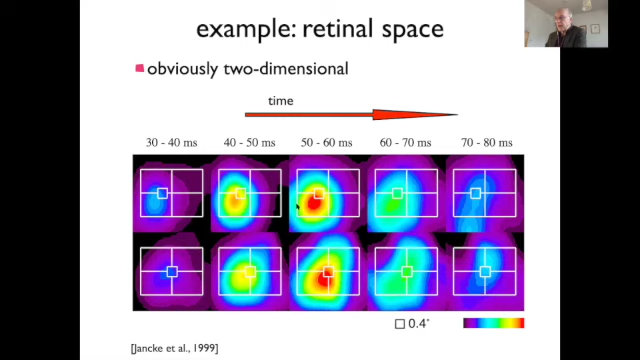 example: retinal space
obviously two-dimensional
time
30 - 40 ms 40 - 50 ms 50 - 60 ms 60 - 70 ms 70 - 80 ms
0.4°
[Jancke et al., 1999]